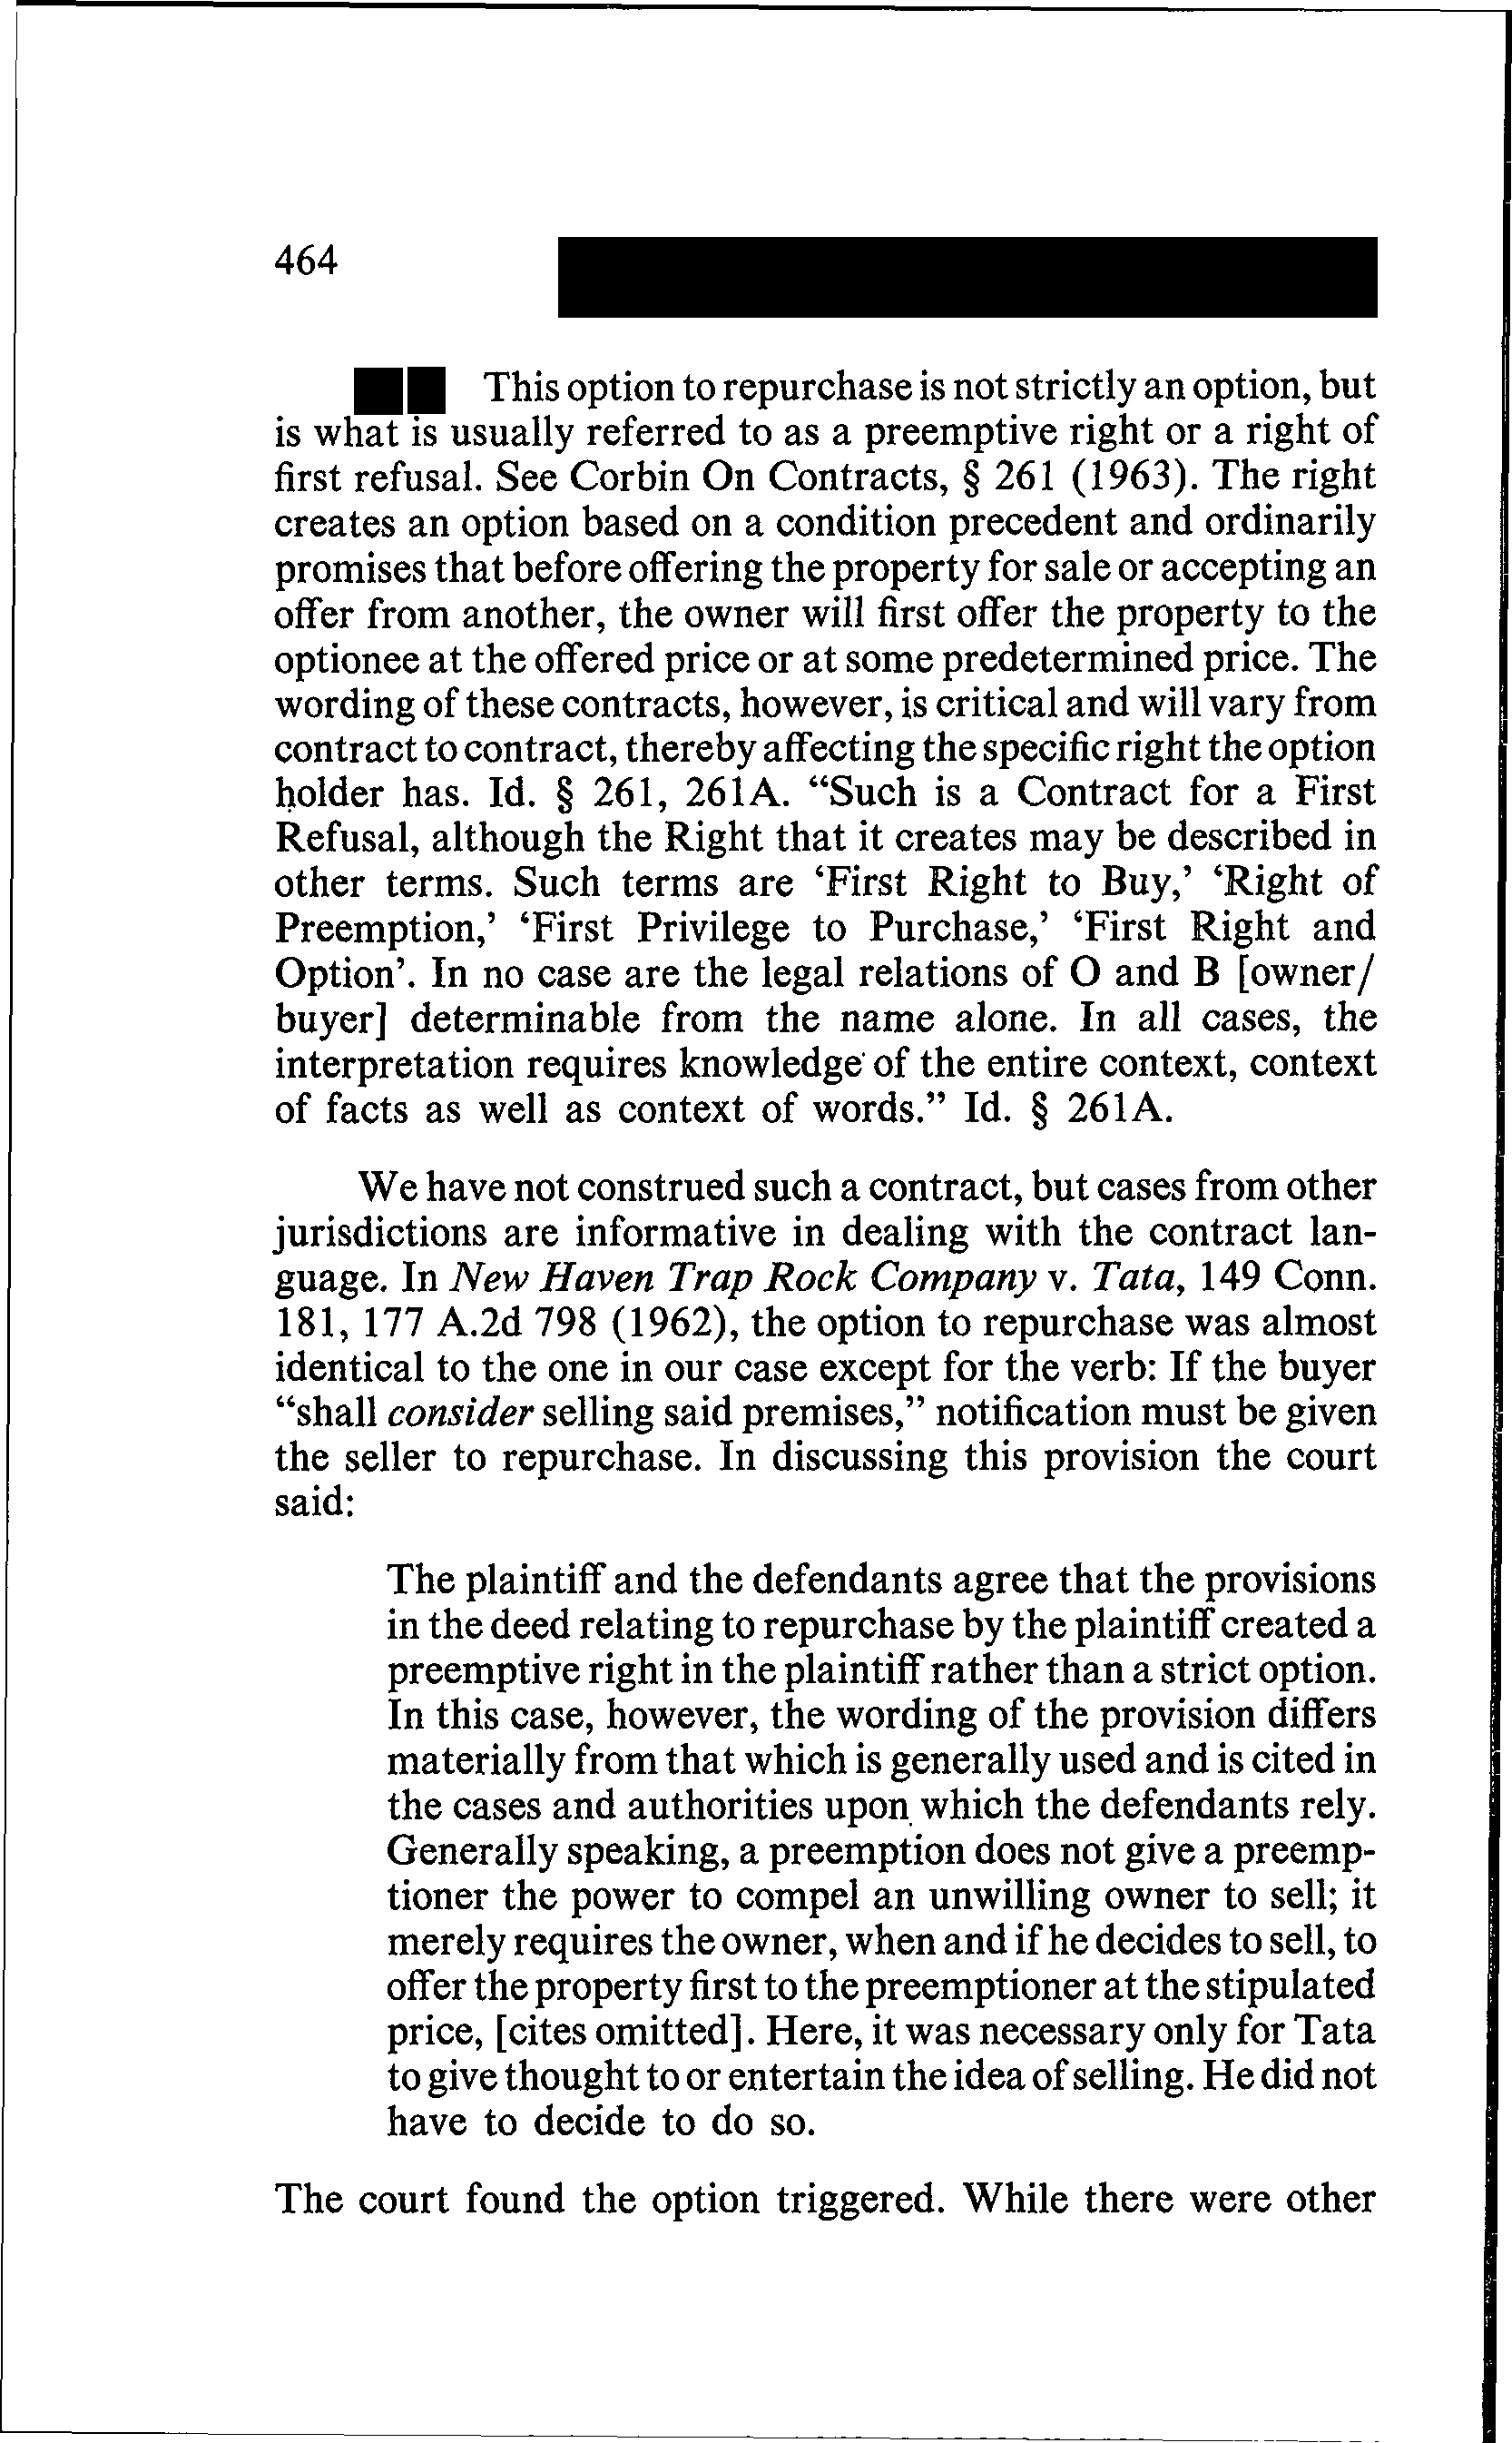 464
This option to repurchase is not strictly an option, but
is what is usually referred to as a preemptive right or a right of
first refusal. See Corbin On Contracts, § 261 (1963). The right
creates an option based on a condition precedent and ordinarily
promises that before offering the property for sale or accepting an
offer from another, the owner will first offer the property to the
optionee at the offered price or at some predetermined price. The
wording of these contracts, however, is critical and will vary from
contract to contract, thereby affecting the specific right the option
holder has. Id. § 261, 261A. “Such is a Contract for a First
Refusal, although the Right that it creates may be described in
other terms. Such terms are ‘First Right to Buy,’ ‘Right of
Preemption,’ ‘First Privilege to Purchase,’ ‘First Right and
Option’. In no case are the legal relations of O and B [owner/
buyer] determinable from the name alone. In all cases, the
interpretation requires knowledge of the entire context, context
of facts as well as context of words.” Id. § 261A.
We have not construed such a contract, but cases from other
jurisdictions are informative in dealing with the contract lan-
guage. In New Haven Trap Rock Company v. Tata, 149 Conn.
181, 177 A.2d 798 (1962), the option to repurchase was almost
identical to the one in our case except for the verb: If the buyer
“shall consider selling said premises,” notification must be given
the seller to repurchase. In discussing this provision the court
said:
The plaintiff and the defendants agree that the provisions
in the deed relating to repurchase by the plaintiff created a
preemptive right in the plaintiff rather than a strict option.
In this case, however, the wording of the provision differs
materially from that which is generally used and is cited in
the cases and authorities upon which the defendants rely.
Generally speaking, a preemption does not give a preemp-
tioner the power to compel an unwilling owner to sell; it
merely requires the owner, when and if he decides to sell, to
offer the property first to the preemptioner at the stipulated
price, [cites omitted]. Here, it was necessary only for Tata
to give thought to or entertain the idea of selling. He did not
have to decide to do so.
The court found the option triggered. While there were other